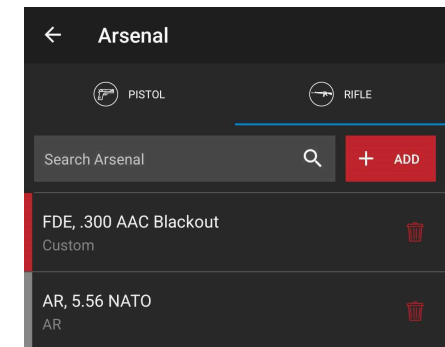 Arsenal
PISTOL
RIFLE
Search Arsenal
+ ADD
FDE, .300 AAC Blackout
Custom
AR, 5.56 NATO
AR